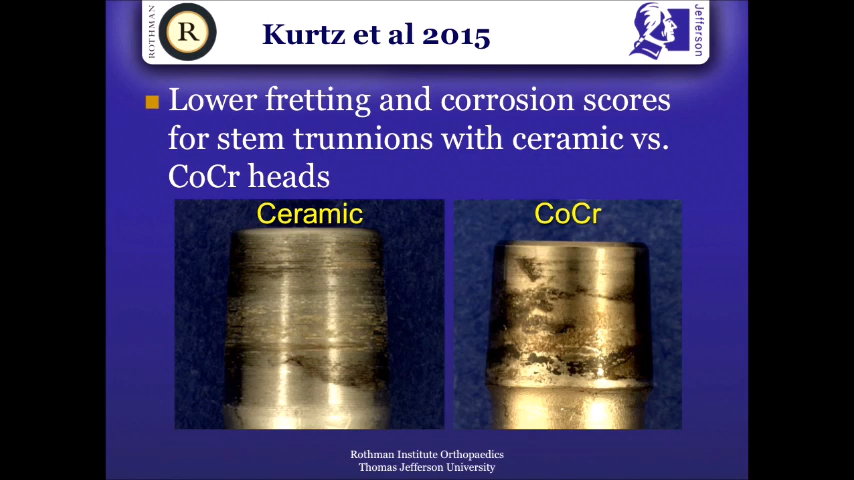 ROTHMAN
R
Kurtz et al 2015
Jefferson
Lower fretting and corrosion scores
for stem trunnions with ceramic vs.
CoCr heads
Ceramic
CoCr
Rothman Institute Orthopaedics
Thomas Jefferson University